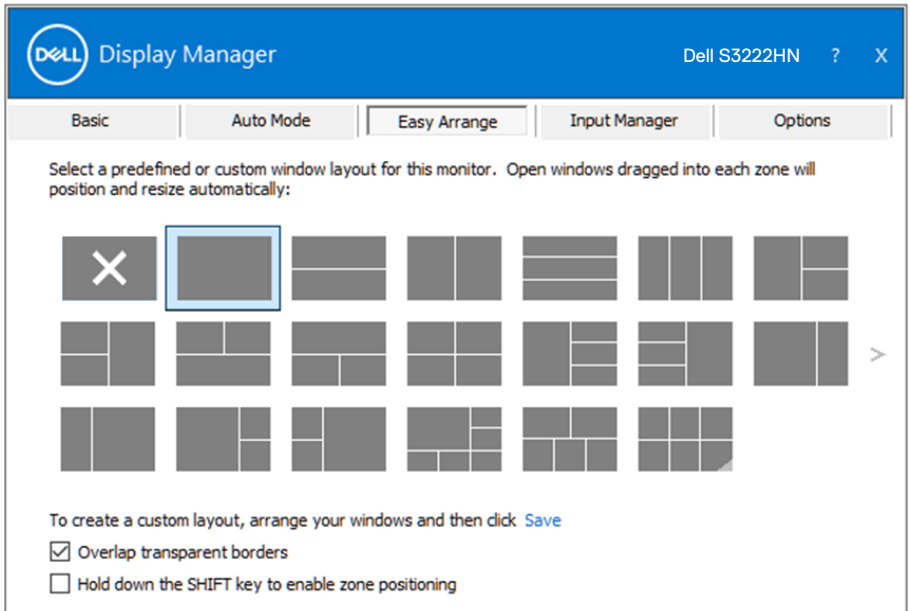 DELL Display Manager Dell S3222HN ? X
Basic Auto Mode Easy Arrange Input Manager Options
Select a predefined or custom window layout for this monitor. Open windows dragged into each zone will
position and resize automatically:
>
To create a custom layout, arrange your windows and then click Save
Overlap transparent borders
Hold down the SHIFT key to enable zone positioning